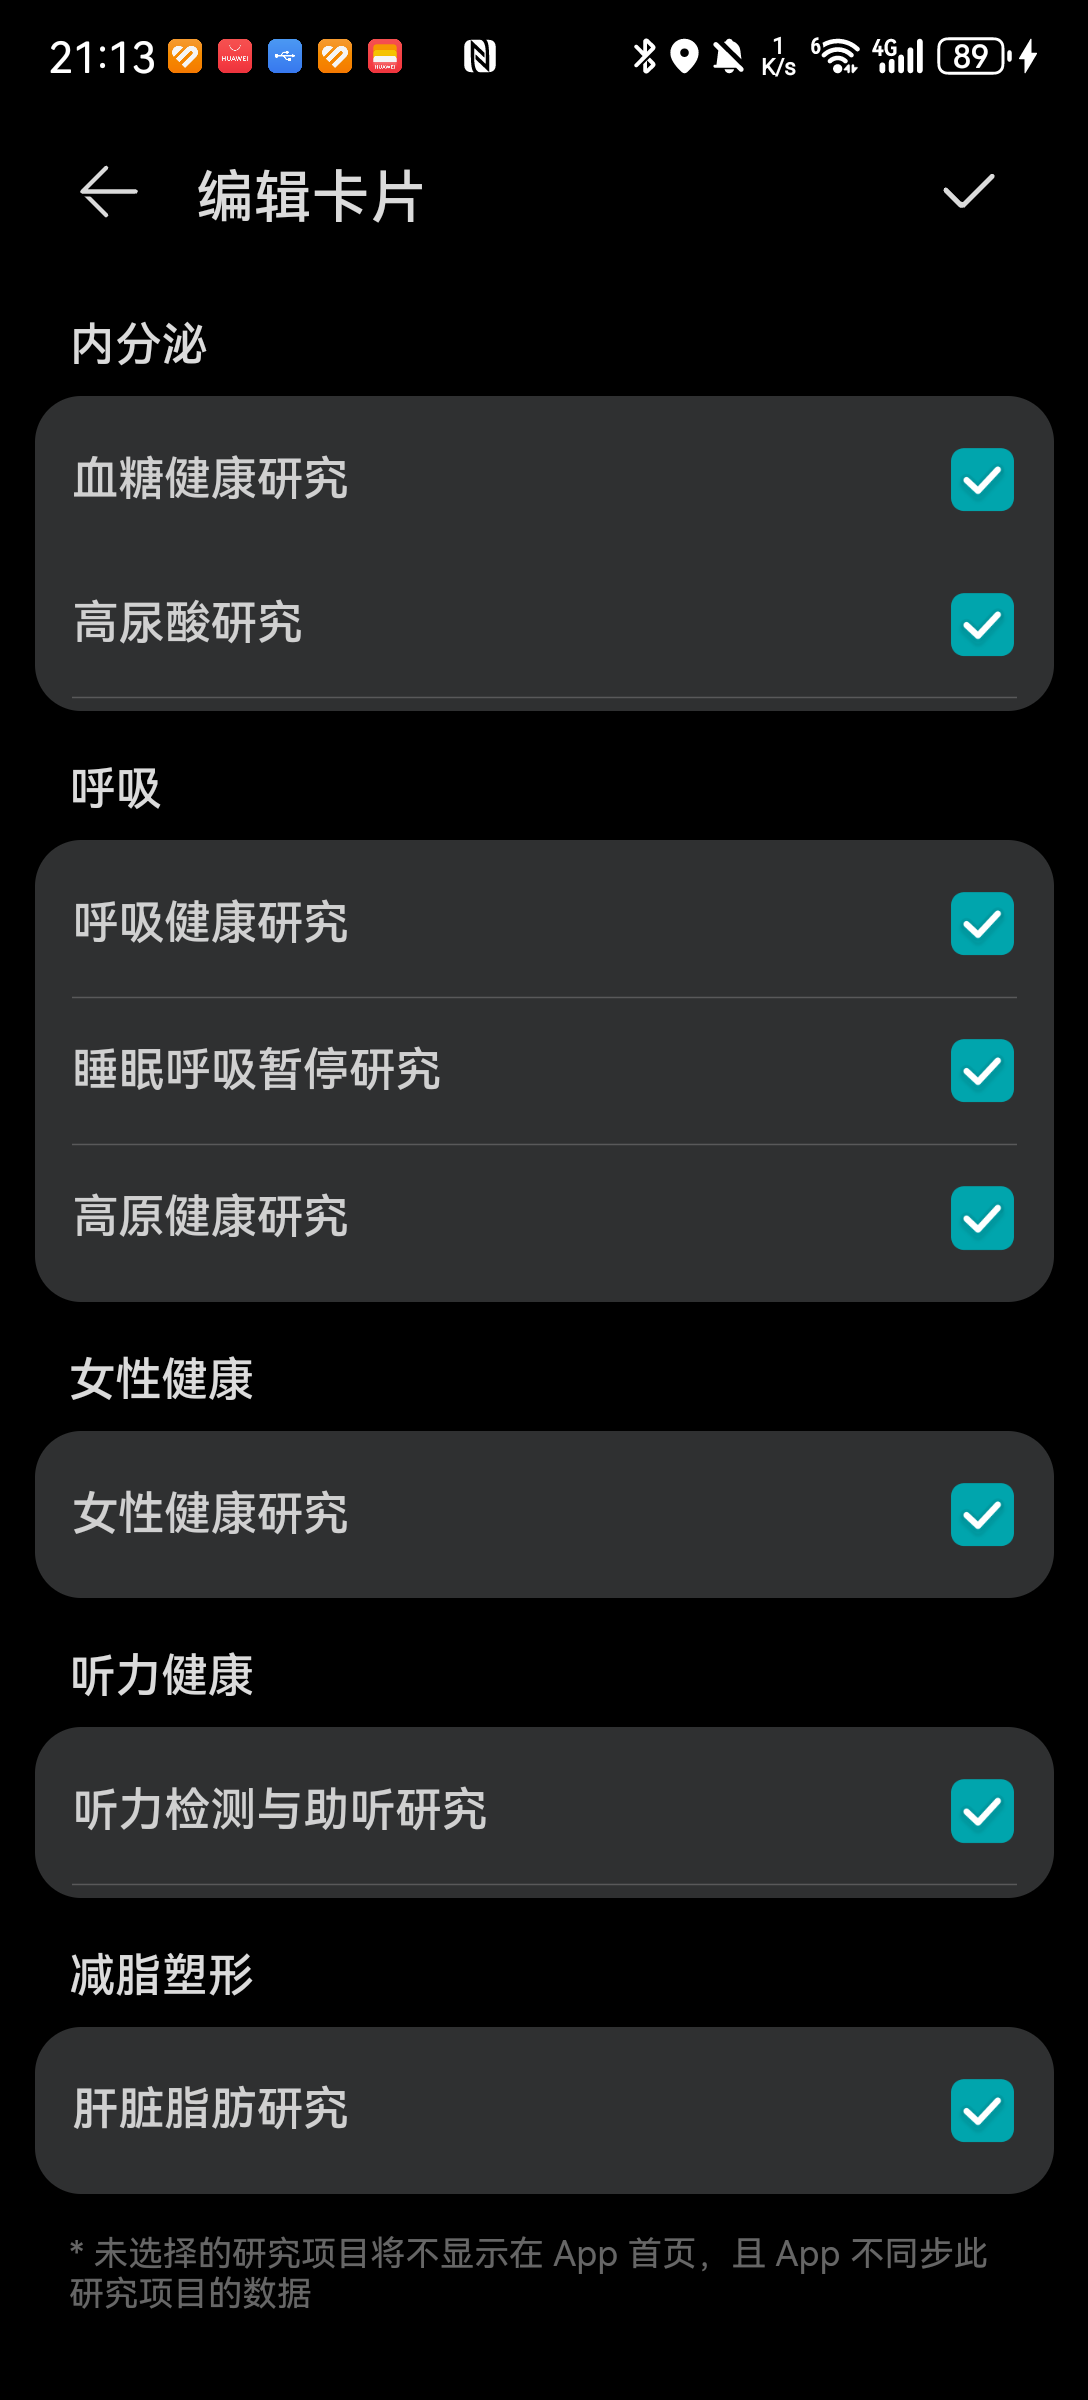 21:13
HUAWEI
HUAWEI
1
K/s
6
4G
89
编辑卡片
内分泌
血糖健康研究
高尿酸研究
呼吸
呼吸健康研究
睡眠呼吸暂停研究
高原健康研究
女性健康
女性健康研究
听力健康
听力检测与助听研究
减脂塑形
肝脏脂肪研究
* 未选择的研究项目将不显示在 App 首页，且 App 不同步此
研究项目的数据